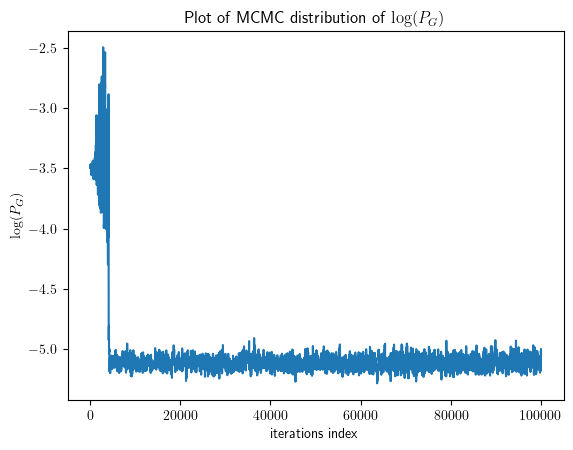 Plot of MCMC distribution of log(P_G)
−2.5
−3.0
−3.5
−4.0
−4.5
−5.0
log(P_G)
0 20000 40000 60000 80000 100000
iterations index